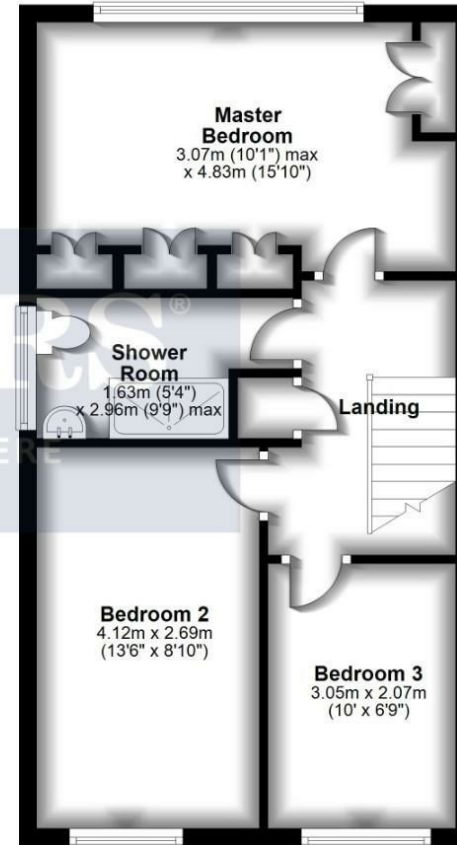 Master
Bedroom
3.07m (10'1") max
x 4.83m (15'10")
RS®
Shower
Room
1.63m (5'4")
x 2.96m (9'9") max
Landing
ERE
Bedroom 2
4.12m x 2.69m
(13'6" x 8'10")
Bedroom 3
3.05m x 2.07m
(10' x 6'9")